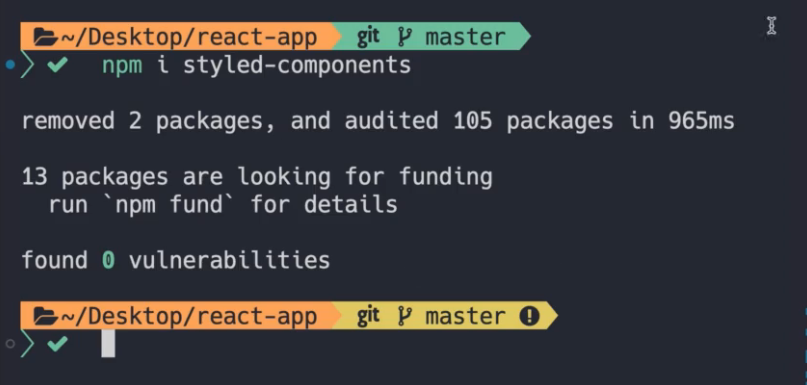 ~/Desktop/react-app git master
npm i styled-components
removed 2 packages, and audited 105 packages in 965ms
13 packages are looking for funding
run `npm fund` for details
found 0 vulnerabilities
~/Desktop/react-app git master !